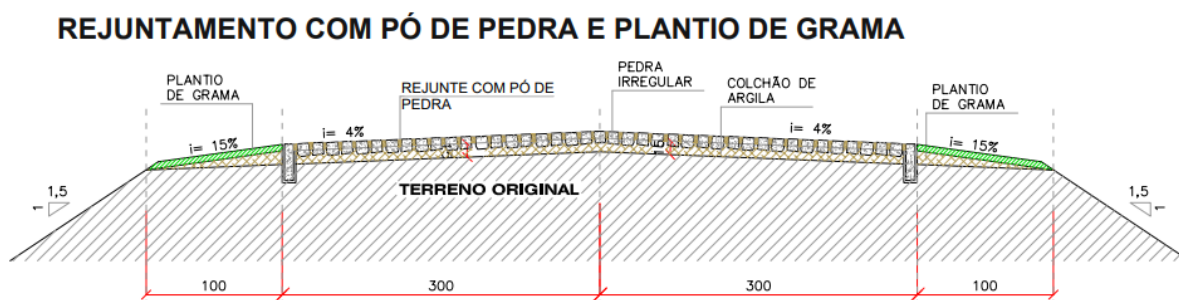 REJUNTAMENTO COM PÓ DE PEDRA E PLANTIO DE GRAMA
PLANTIO
DE GRAMA
REJUNTE COM PÓ DE
PEDRA
PEDRA
IRREGULAR
COLCHÃO DE
ARGILA
PLANTIO
DE GRAMA
i= 15%
i= 4%
15
i= 4%
i= 15%
TERRENO ORIGINAL
1,5
1
1,5
1
100
300
300
100